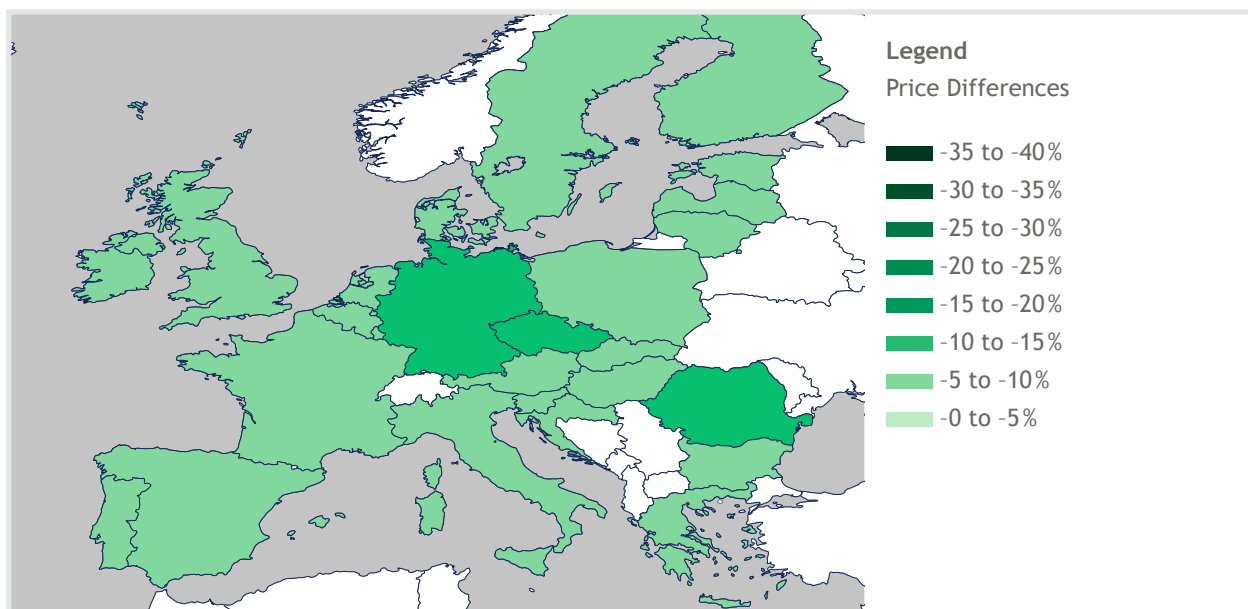 Legend
Price Differences
-35 to -40%
-30 to -35%
-25 to -30%
-20 to -25%
-15 to -20%
-10 to -15%
-5 to -10%
-0 to -5%